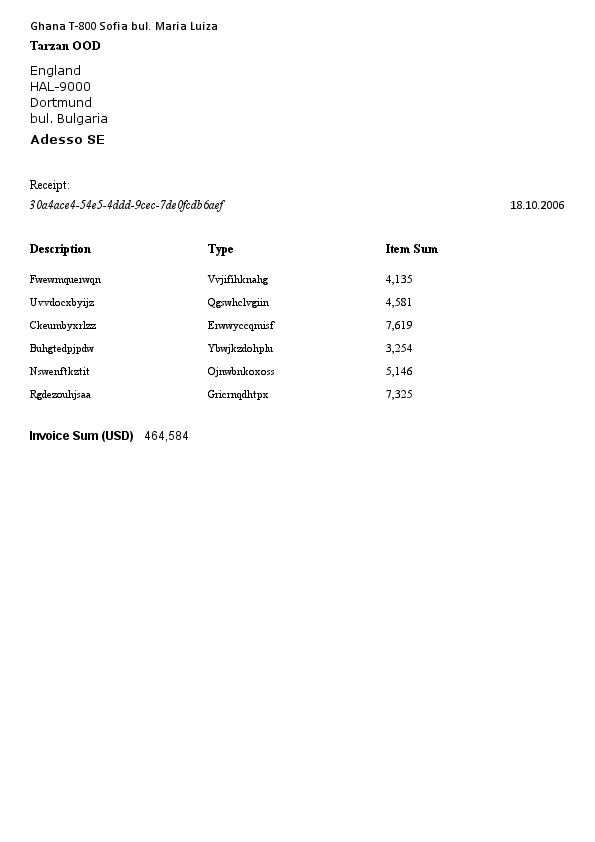 Ghana T-800 Sofia bul. Maria Luiza
Tarzan OOD
England
HAL-9000
Dortmund
bul. Bulgaria
Adesso SE
Receipt:
30a4ace4-54e5-4ddd-9cec-7de0fcdb6aef 18.10.2006
Description Type Item Sum
Fwewmquerwqn Vvjifihknahg 4,135
Uvvdocxbyijz Qgswhclvgiin 4,581
Ckeumbyxrlzz Erwwyccqmisf 7,619
Buhgtedpjpdw Ybwjkzdohplu 3,254
Nswenftkztit Ojnwbnkoxoss 5,146
Rgdezouhjsaa Gricrnqdhtpx 7,325
Invoice Sum (USD) 464,584